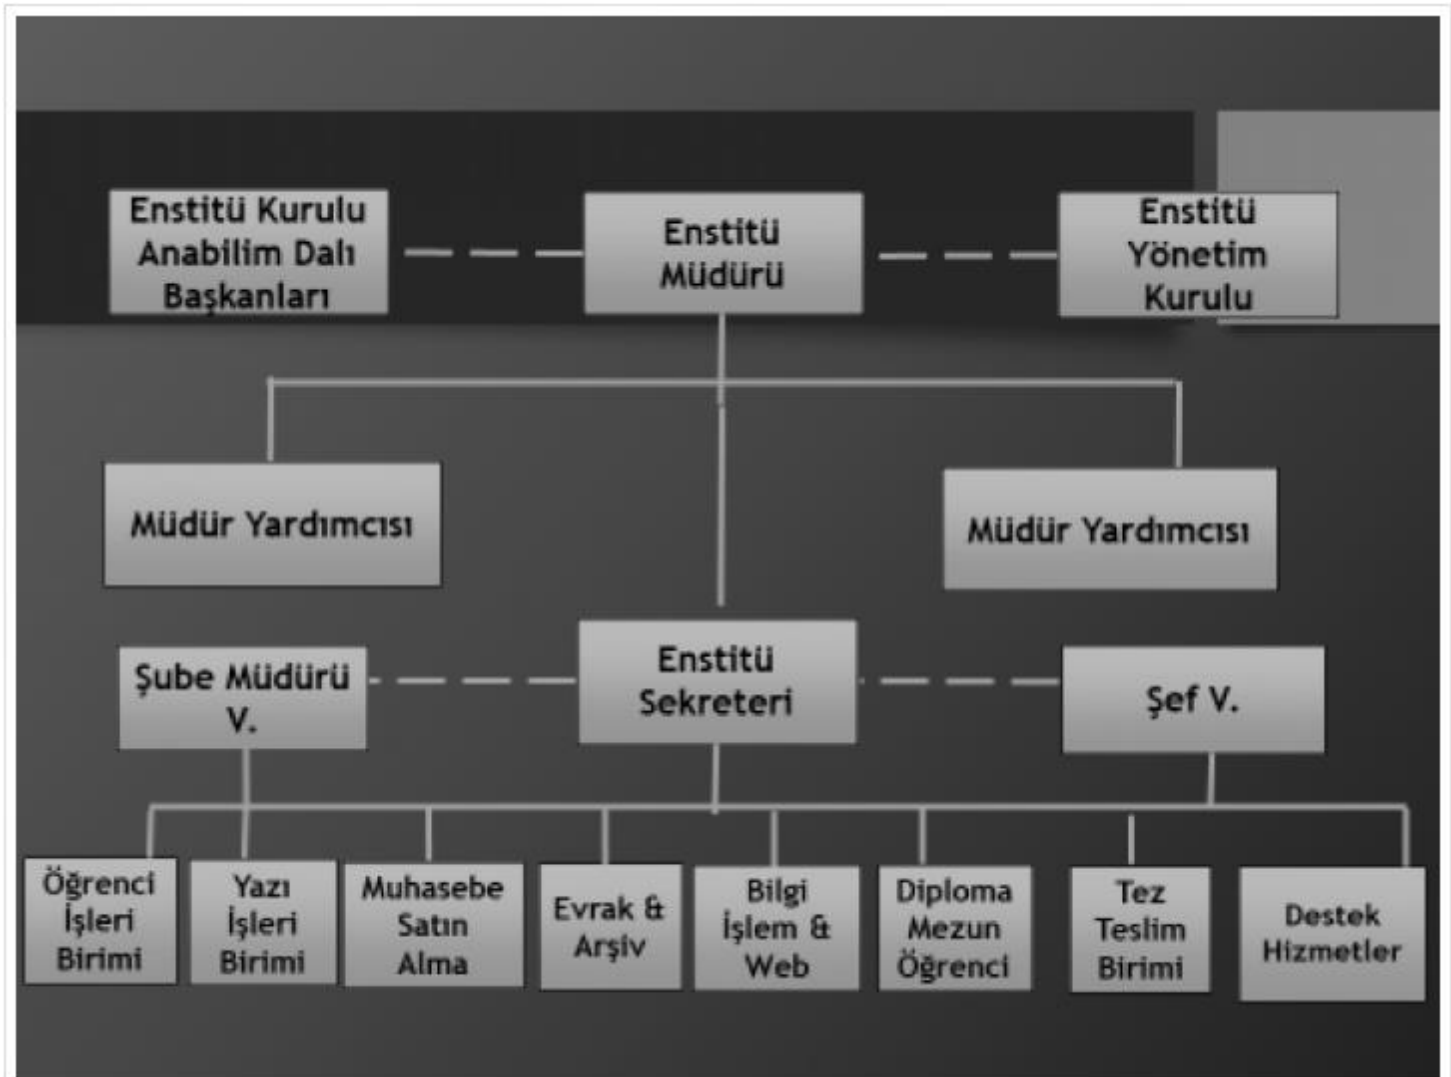 Enstitü Kurulu
Anabilim Dalı
Başkanları
Enstitü
Müdürü
Enstitü
Yönetim
Kurulu
Müdür Yardımcısı
Müdür Yardımcısı
Şube Müdürü
V.
Enstitü
Sekreteri
Şef V.
Öğrenci
İşleri
Birimi
Yazı
İşleri
Birimi
Muhasebe
Satın
Alma
Evrak &
Arşiv
Bilgi
İşlem &
Web
Diploma
Mezun
Öğrenci
Tez
Teslim
Birimi
Destek
Hizmetler